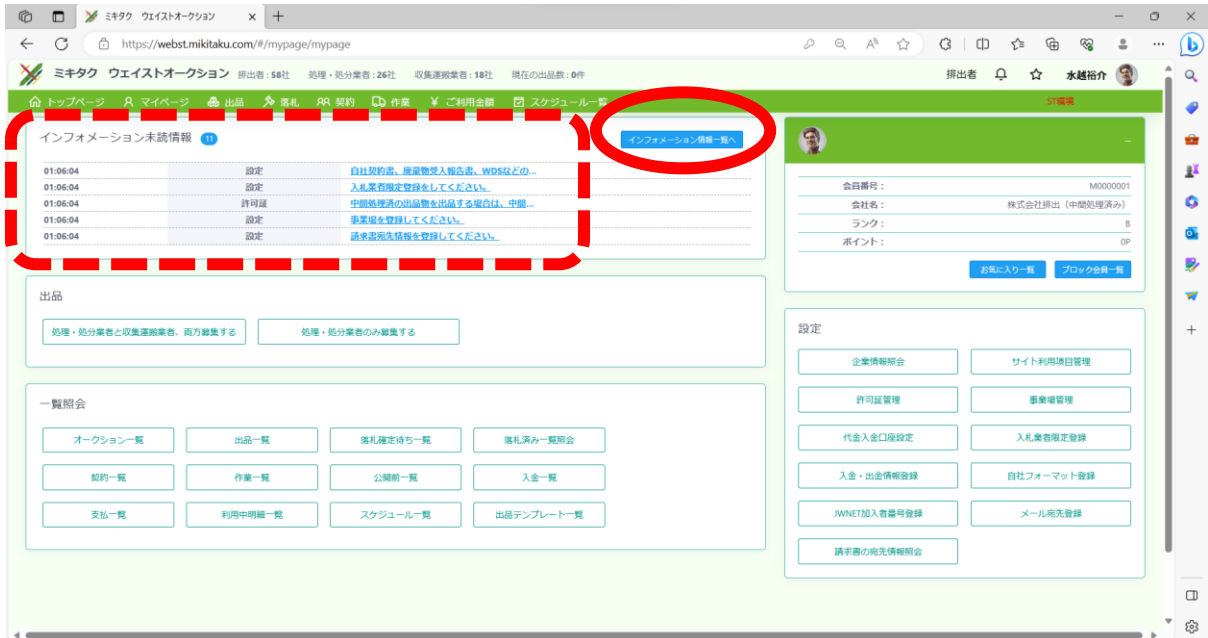 ミキタク ウェイストオークション
https://webst.mikitaku.com/#/mypage/mypage
ミキタク ウェイストオークション 排出者:58社 処理・処分業者:26社 収集運搬業者:18社 現在の出品数:0件 排出者 水越裕介
トップページ マイページ 出品 落札 契約 作業 ¥ ご利用金額 スケジュール一覧 ST環境
インフォメーション未読情報 11 インフォメーション情報一覧へ
01:06:04 設定 自社契約書、廃棄物受入報告書、WDSなどの...
01:06:04 設定 入札業者限定登録をしてください。
01:06:04 許可証 中間処理済の出品物を出品する場合は、中間...
01:06:04 設定 事業場を登録してください。
01:06:04 設定 請求書宛先情報を登録してください。
会員番号: M0000001
会社名: 株式会社排出(中間処理済み)
ランク: B
ポイント: 0P
お気に入り一覧 ブロック会員一覧
出品
処理・処分業者と収集運搬業者、両方募集する 処理・処分業者のみ募集する
一覧照会
オークション一覧 出品一覧 落札確定待ち一覧 落札済み一覧照会
契約一覧 作業一覧 公開前一覧 入金一覧
支払一覧 利用中明細一覧 スケジュール一覧 出品テンプレート一覧
設定
企業情報照会 サイト利用項目管理
許可証管理 事業場管理
代金入金口座設定 入札業者限定登録
入金・出金情報登録 自社フォーマット登録
JWNET加入者番号登録 メール宛先登録
請求書の宛先情報照会